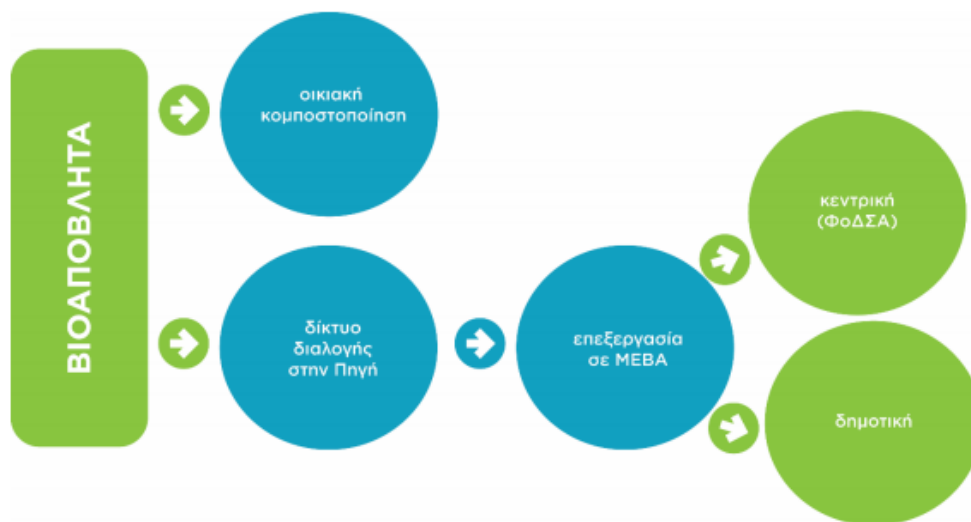 ΒΙΟΑΠΟΒΛΗΤΑ
οικιακή
κομποστοποίηση
δίκτυο
διαλογής
στην Πηγή
επεξεργασία
σε ΜΕΒΑ
κεντρική
(ΦοΔΣΑ)
δημοτική